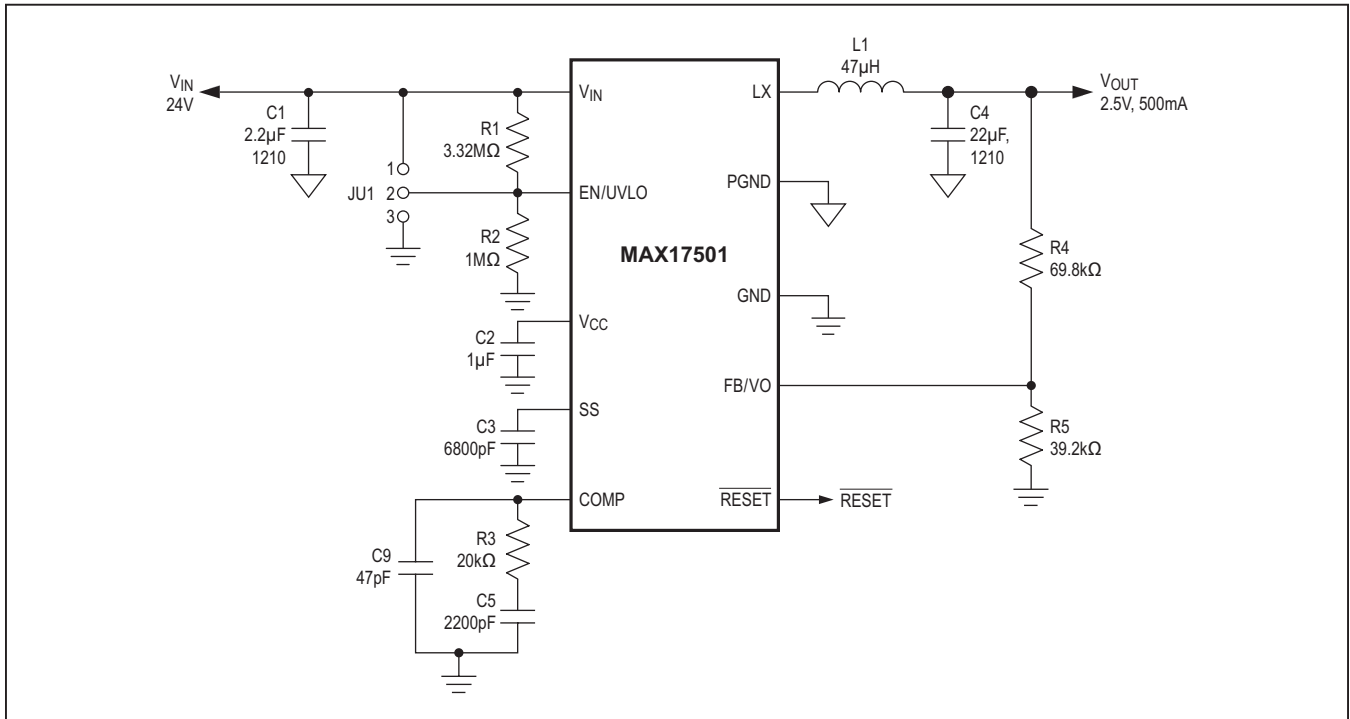 VIN
24V
C1
2.2µF
1210
JU1
1
2
3
R1
3.32MΩ
R2
1MΩ
C2
1µF
C3
6800pF
C9
47pF
R3
20kΩ
C5
2200pF
VIN
EN/UVLO
VCC
SS
COMP
MAX17501
LX
PGND
GND
FB/VO
RESET
RESET
L1
47µH
C4
22µF,
1210
VOUT
2.5V, 500mA
R4
69.8kΩ
R5
39.2kΩ